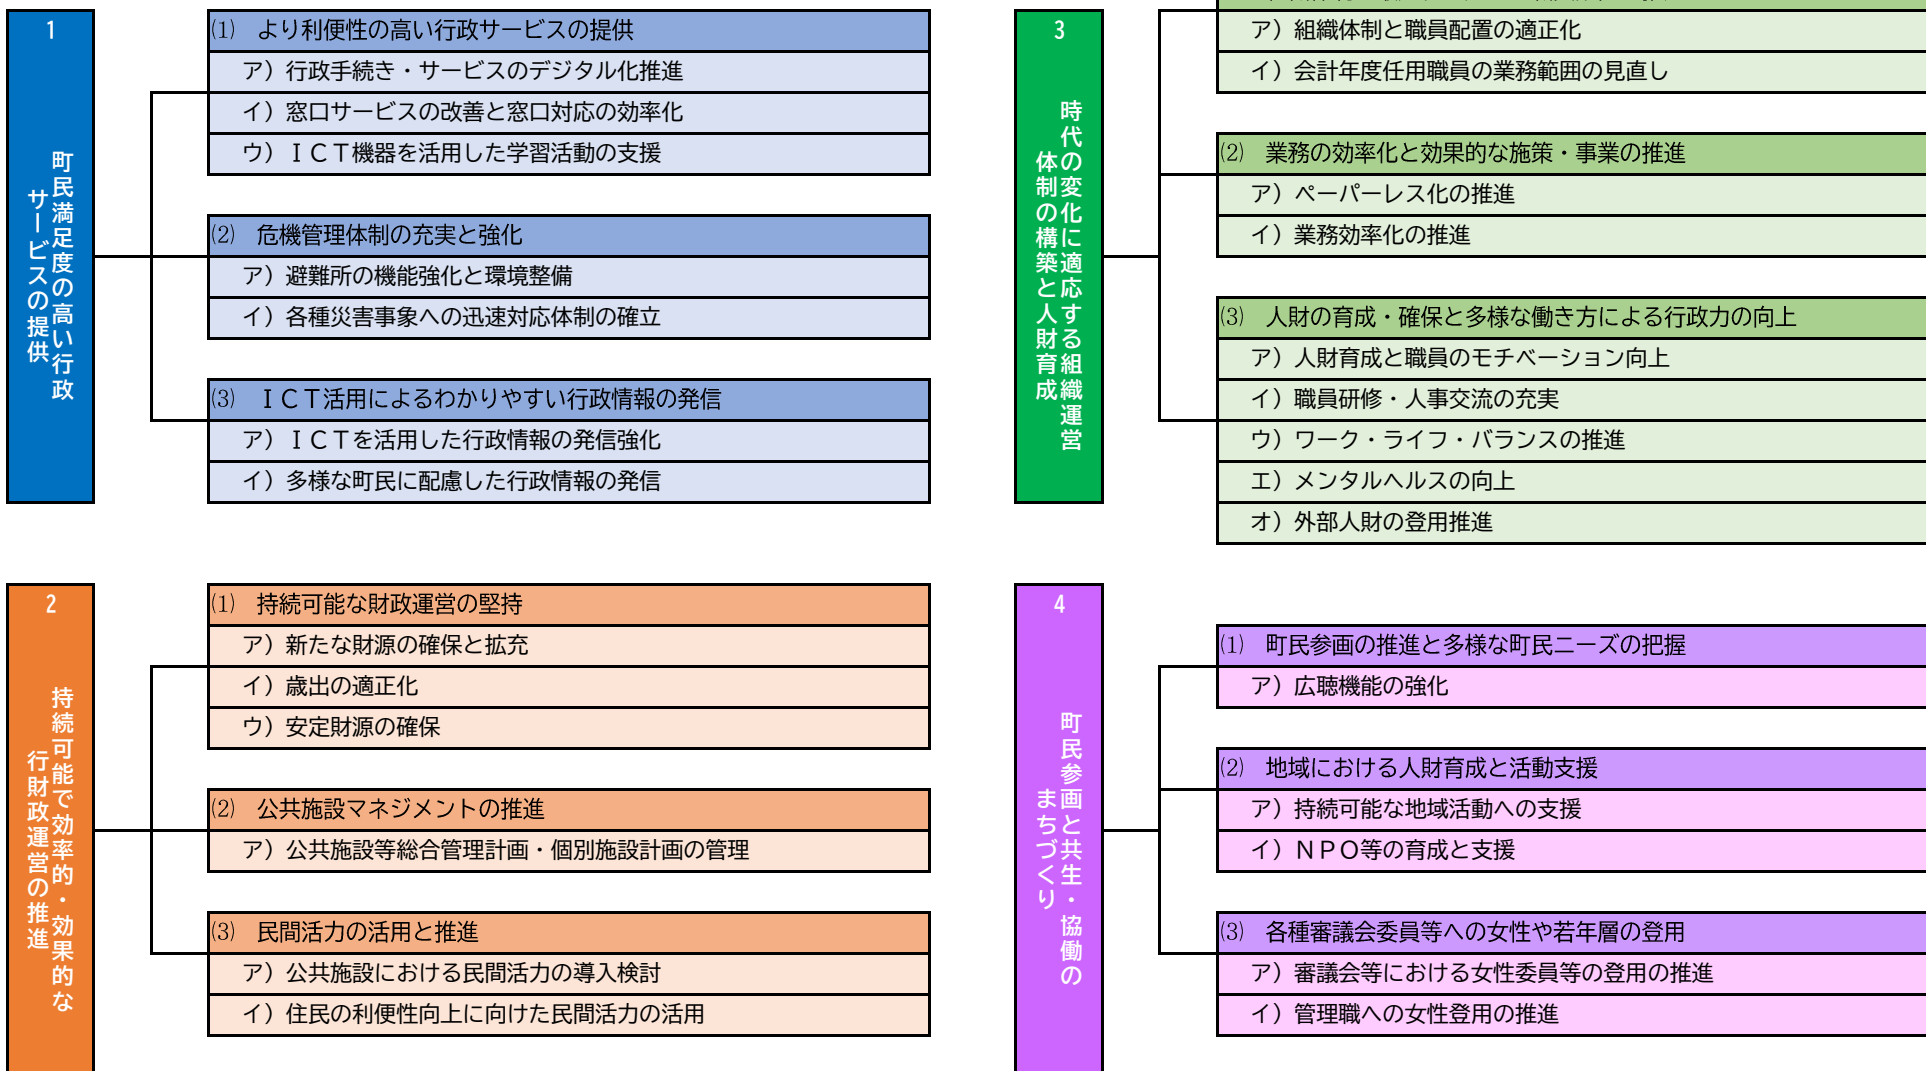 1
町民満足度の高い行政
サービスの提供
⑴　より利便性の高い行政サービスの提供
ア）行政手続き・サービスのデジタル化推進
イ）窓口サービスの改善と窓口対応の効率化
ウ）ＩＣＴ機器を活用した学習活動の支援
⑵　危機管理体制の充実と強化
ア）避難所の機能強化と環境整備
イ）各種災害事象への迅速対応体制の確立
⑶　ＩＣＴ活用によるわかりやすい行政情報の発信
ア）ＩＣＴを活用した行政情報の発信強化
イ）多様な町民に配慮した行政情報の発信
2
持続可能で効率的・効果的な
行財政運営の推進
⑴　持続可能な財政運営の堅持
ア）新たな財源の確保と拡充
イ）歳出の適正化
ウ）安定財源の確保
⑵　公共施設マネジメントの推進
ア）公共施設等総合管理計画・個別施設計画の管理
⑶　民間活力の活用と推進
ア）公共施設における民間活力の導入検討
イ）住民の利便性向上に向けた民間活力の活用
3
時代の変化に適応する組織運営
体制の構築と人財育成
ア）組織体制と職員配置の適正化
イ）会計年度任用職員の業務範囲の見直し
⑵　業務の効率化と効果的な施策・事業の推進
ア）ペーパーレス化の推進
イ）業務効率化の推進
⑶　人財の育成・確保と多様な働き方による行政力の向上
ア）人財育成と職員のモチベーション向上
イ）職員研修・人事交流の充実
ウ）ワーク・ライフ・バランスの推進
エ）メンタルヘルスの向上
オ）外部人財の登用推進
4
町民参画と共生・協働の
まちづくり
⑴　町民参画の推進と多様な町民ニーズの把握
ア）広聴機能の強化
⑵　地域における人財育成と活動支援
ア）持続可能な地域活動への支援
イ）ＮＰＯ等の育成と支援
⑶　各種審議会委員等への女性や若年層の登用
ア）審議会等における女性委員等の登用の推進
イ）管理職への女性登用の推進